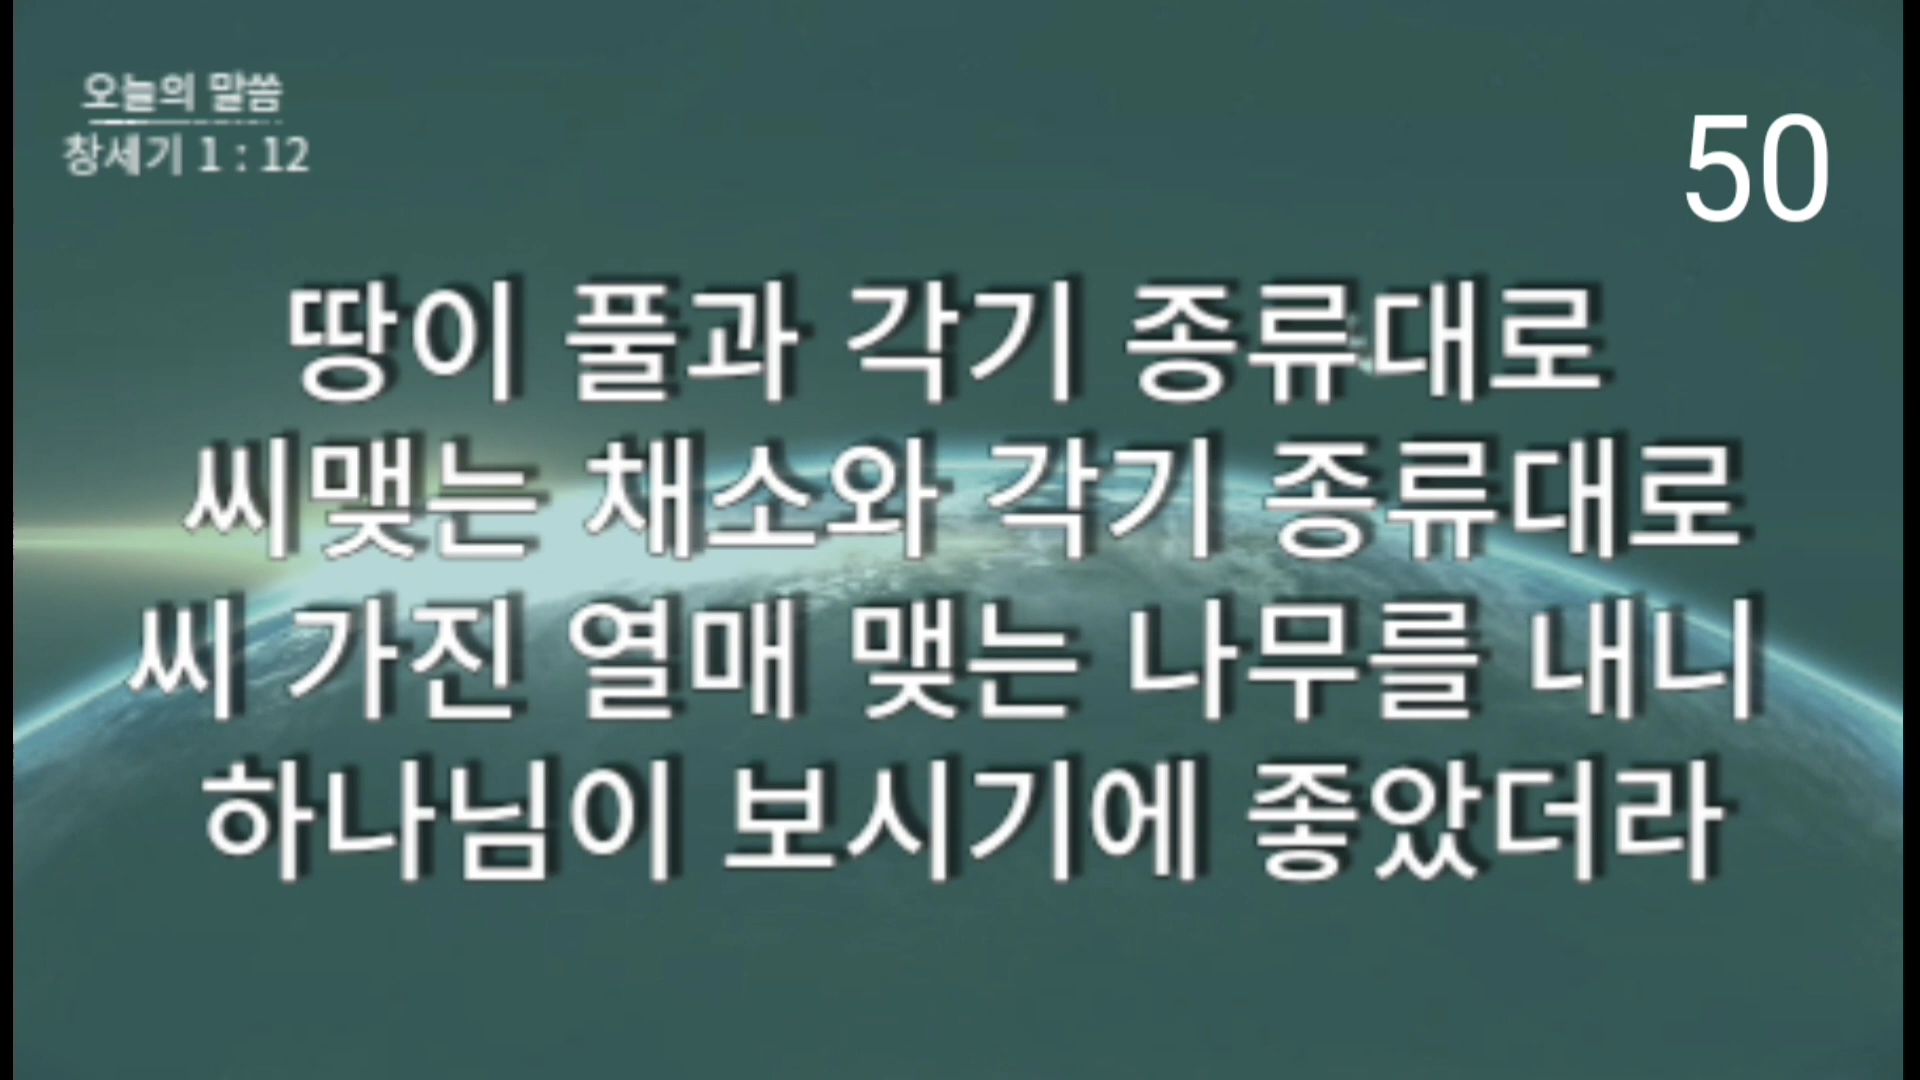 오늘의 말씀
창세기 1 : 12
50
땅이 풀과 각기 종류대로
씨맺는 채소와 각기 종류대로
씨 가진 열매 맺는 나무를 내니
하나님이 보시기에 좋았더라